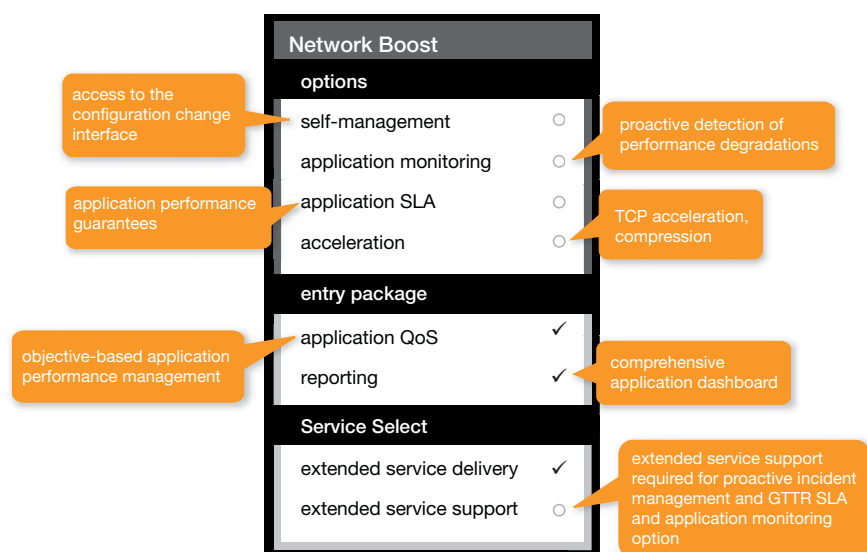 Network Boost
options
access to the
configuration change
interface
self-management
application monitoring
proactive detection of
performance degradations
application performance
guarantees
application SLA
acceleration
TCP acceleration,
compression
entry package
application QoS
objective-based application
performance management
reporting
comprehensive
application dashboard
Service Select
extended service delivery
extended service support
extended service support
required for proactive incident
management and GTTR SLA
and application monitoring
option